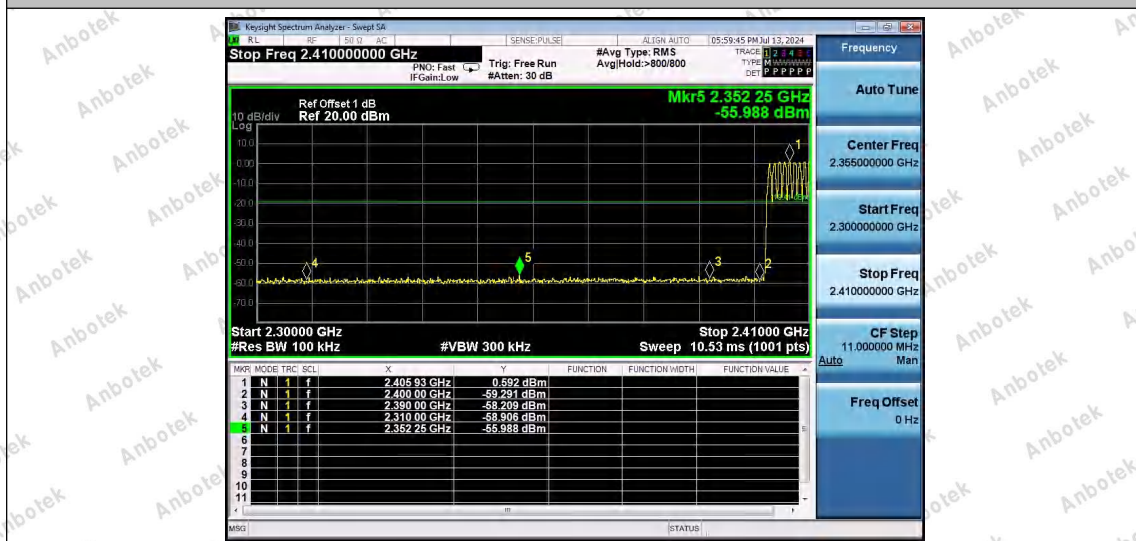 Keysight Spectrum Analyzer - Swept SA
RL RF 50 Ω AC SENSE:PULSE ALIGN AUTO 05:59:45 PM Jul 13, 2024
Stop Freq 2.410000000 GHz
PNO: Fast
IFGain:Low
Trig: Free Run
#Atten: 30 dB
#Avg Type: RMS
Avg|Hold:>800/800
TRACE 1 2 3 4 5 6
TYPE M WWWWW
DET P P P P P P
Frequency
Auto Tune
Center Freq
2.355000000 GHz
Start Freq
2.300000000 GHz
Stop Freq
2.410000000 GHz
CF Step
11.000000 MHz
Auto Man
Freq Offset
0 Hz
Mkr5 2.352 25 GHz
-55.988 dBm
Ref Offset 1 dB
10 dB/div Ref 20.00 dBm
Log
10.0
0.00
-10.0
-20.0
-30.0
-40.0
-50.0
-60.0
-70.0
1
2
3
4
5
Start 2.30000 GHz Stop 2.41000 GHz
#Res BW 100 kHz #VBW 300 kHz Sweep 10.53 ms (1001 pts)
MKR MODE TRC SCL X Y FUNCTION FUNCTION WIDTH FUNCTION VALUE
1 N 1 f 2.405 93 GHz 0.592 dBm
2 N 1 f 2.400 00 GHz -59.291 dBm
3 N 1 f 2.390 00 GHz -58.209 dBm
4 N 1 f 2.310 00 GHz -58.906 dBm
5 N 1 f 2.352 25 GHz -55.988 dBm
6
7
8
9
10
11
MSG STATUS
Anbotek